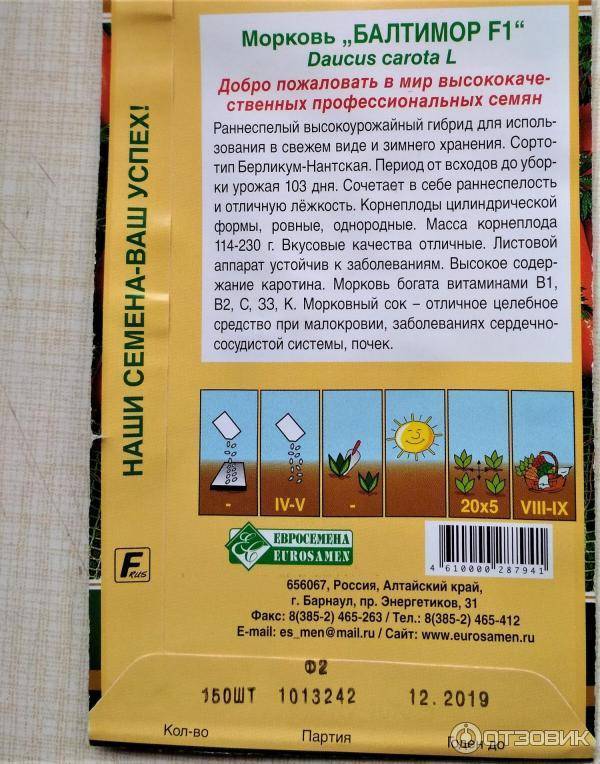 Морковь „БАЛТИМОР F1“
Daucus carota L
Добро пожаловать в мир высококаче-
ственных профессиональных семян
Раннеспелый высокоурожайный гибрид для исполь-
зования в свежем виде и зимнего хранения. Сорто-
тип Берликум-Нантская. Период от всходов до убор-
ки урожая 103 дня. Сочетает в себе раннеспелость
и отличную лёжкость. Корнеплоды цилиндрической
формы, ровные, однородные. Масса корнеплода
114-230 г. Вкусовые качества отличные. Листовой
аппарат устойчив к заболеваниям. Высокое содер-
жание каротина. Морковь богата витаминами В1,
В2, С, 33, К. Морковный сок – отличное целебное
средство при малокровии, заболеваниях сердечно-
сосудистой системы, почек.
НАШИ СЕМЕНА-ВАШ УСПЕХ!
- IV-V - 20x5 VIII-IX
ЕВРОСЕМЕНА
EUROSAMEN
4 610000 287941
F RUS
656067, Россия, Алтайский край,
г. Барнаул, пр. Энергетиков, 31
Факс: 8(385-2) 465-263 / Тел.: 8(385-2) 465-412
E-mail: es_men@mail.ru / Сайт: www.eurosamen.ru
Ф2
150ШТ 1013242 12.2019
Кол-во Партия Годен до
ОТЗОВИК